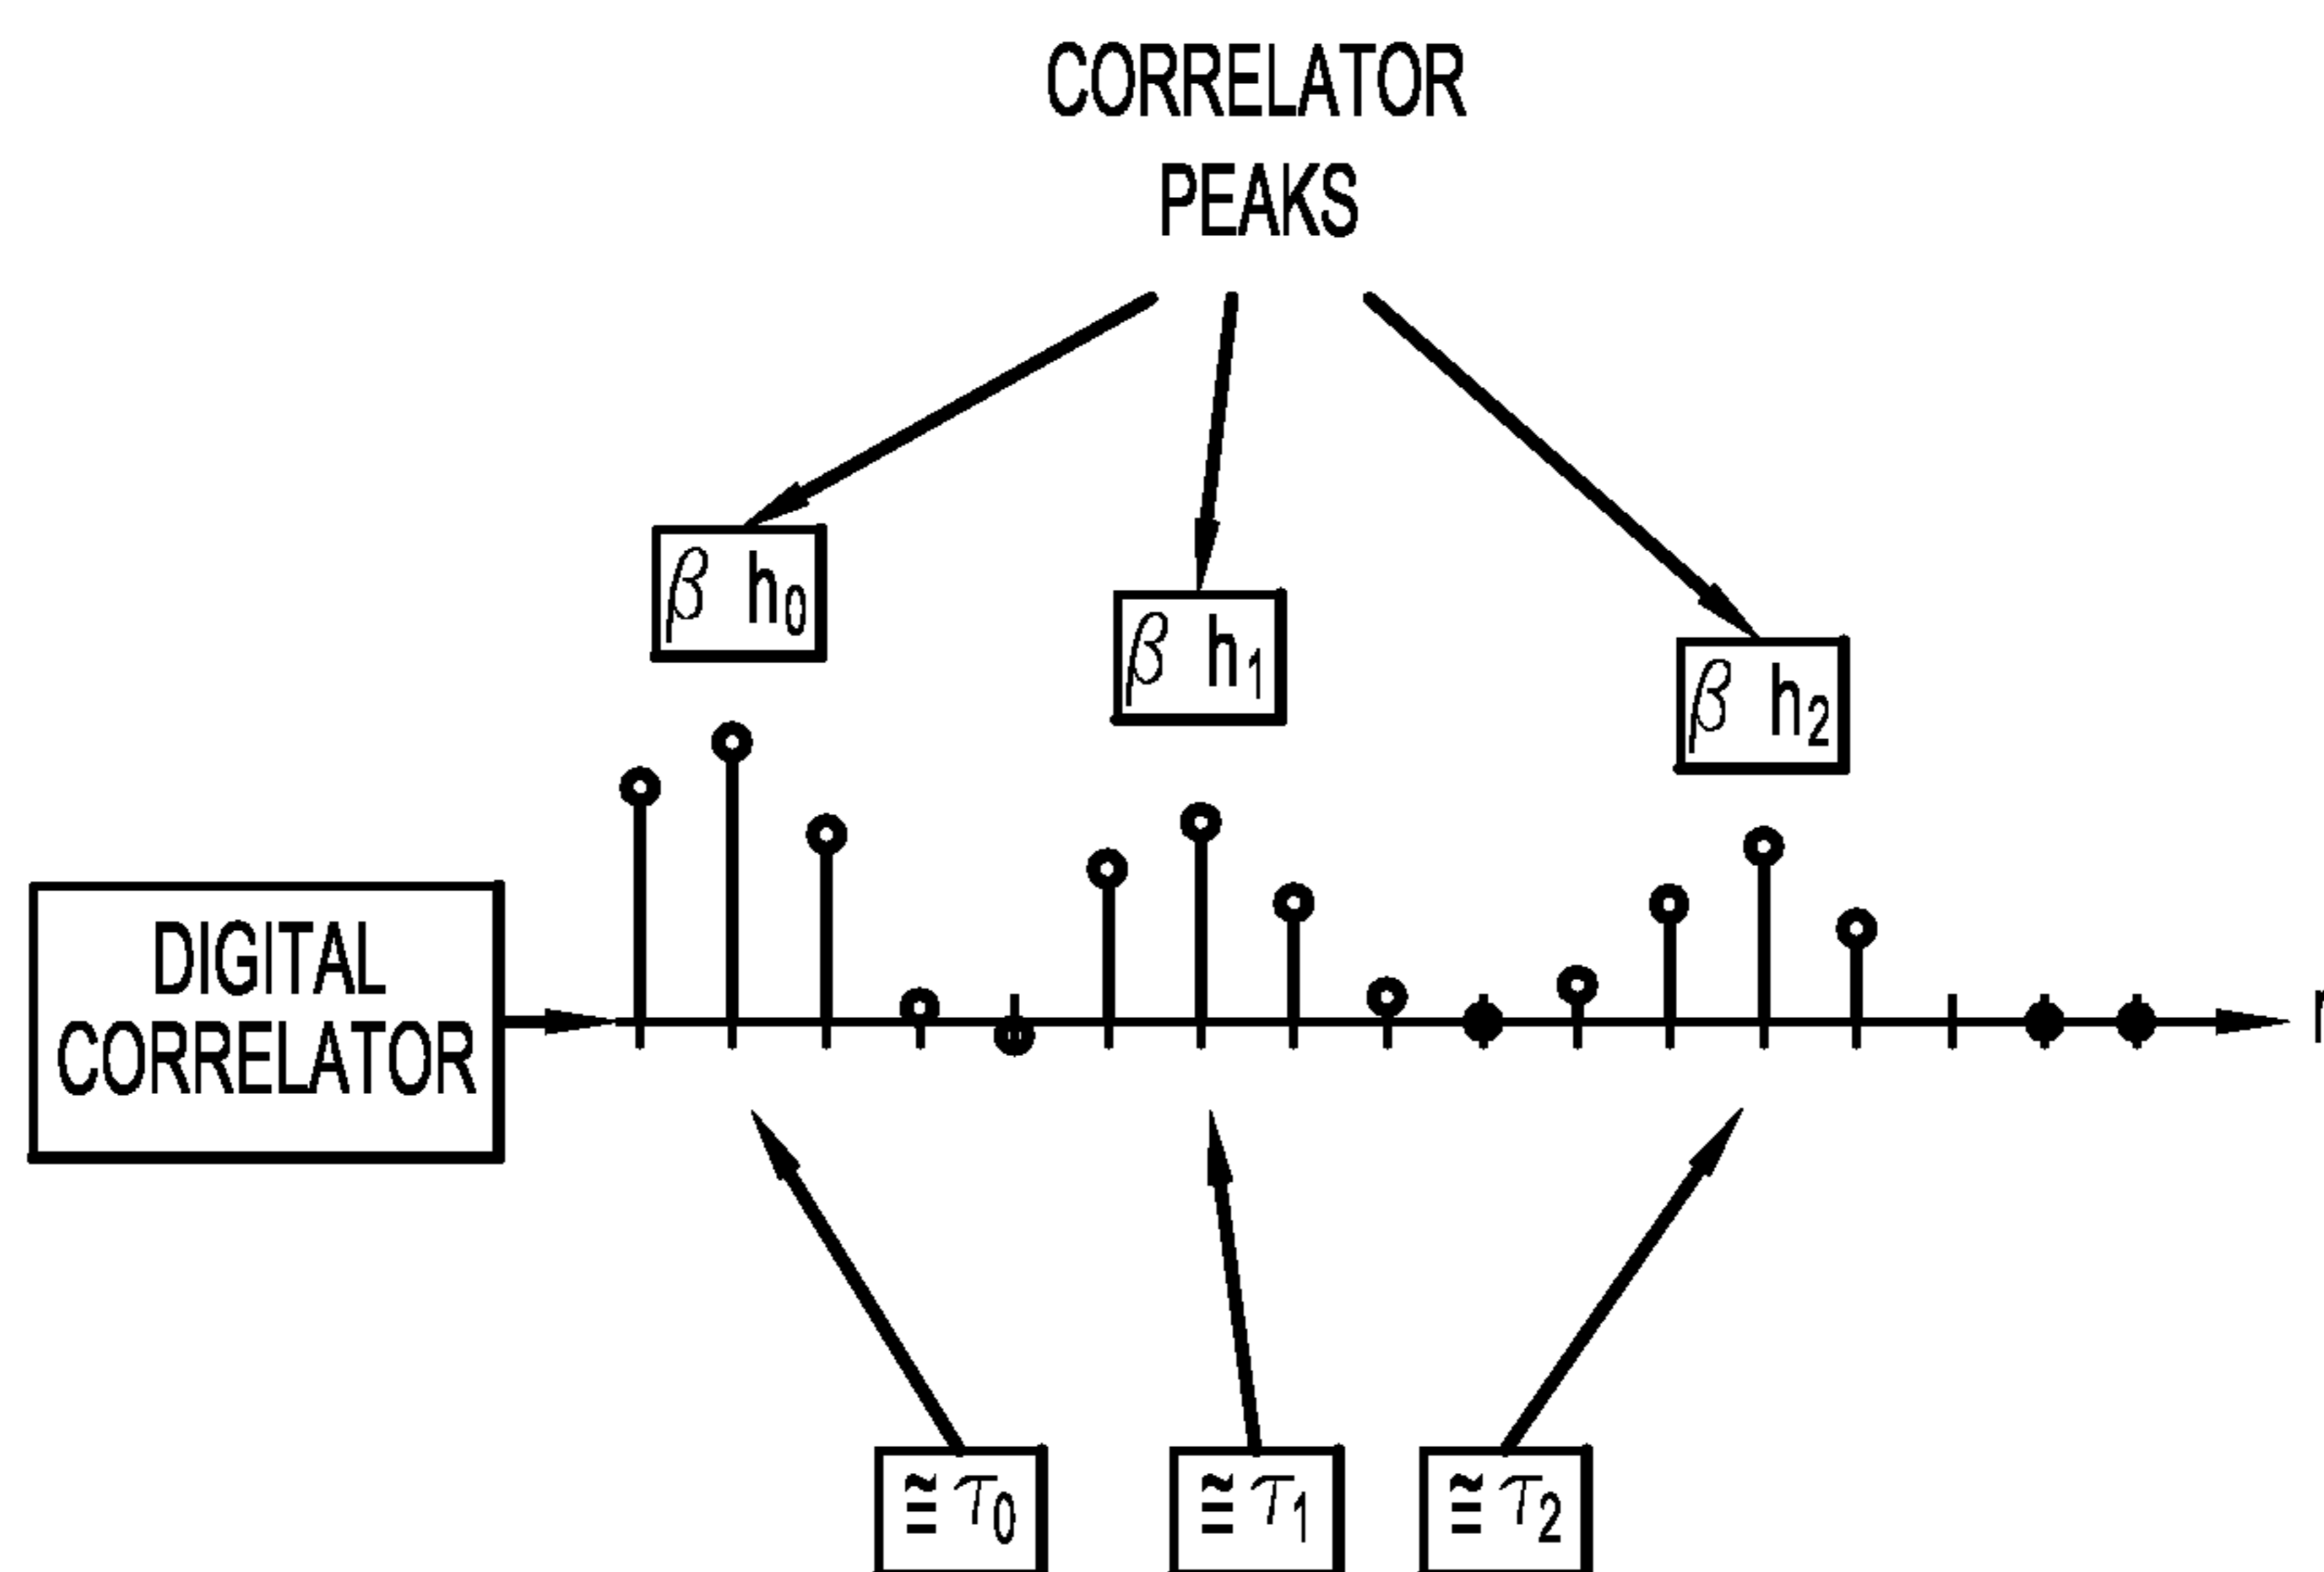 CORRELATOR
PEAKS
β h₀
β h₁
β h₂
DIGITAL
CORRELATOR
≅ τ₀
≅ τ₁
≅ τ₂